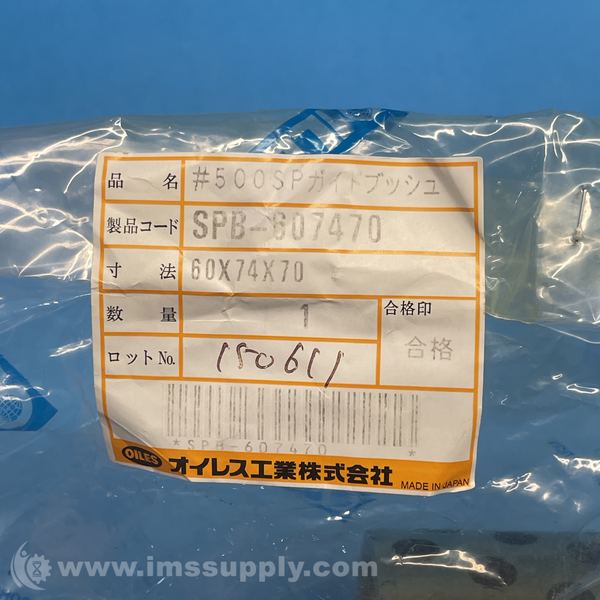 品名 #500SPガイドブッシュ
製品コード SPB-607470
寸法 60X74X70
数量 1 合格印
合格
ロットNo. 150611
*SPB-607470*
OILES オイレス工業株式会社
MADE IN JAPAN
© www.imssupply.com